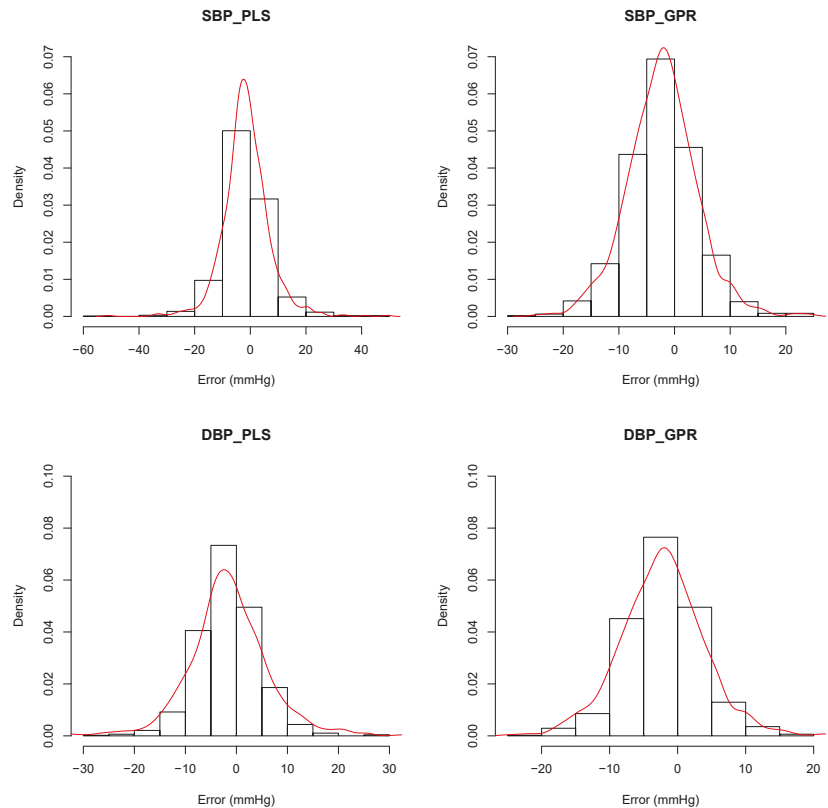 SBP_PLS
Density
0.00 0.01 0.02 0.03 0.04 0.05 0.06 0.07
−60 −40 −20 0 20 40
Error (mmHg)
SBP_GPR
Density
0.00 0.01 0.02 0.03 0.04 0.05 0.06 0.07
−30 −20 −10 0 10 20
Error (mmHg)
DBP_PLS
Density
0.00 0.02 0.04 0.06 0.08 0.10
−30 −20 −10 0 10 20 30
Error (mmHg)
DBP_GPR
Density
0.00 0.02 0.04 0.06 0.08 0.10
−20 −10 0 10 20
Error (mmHg)